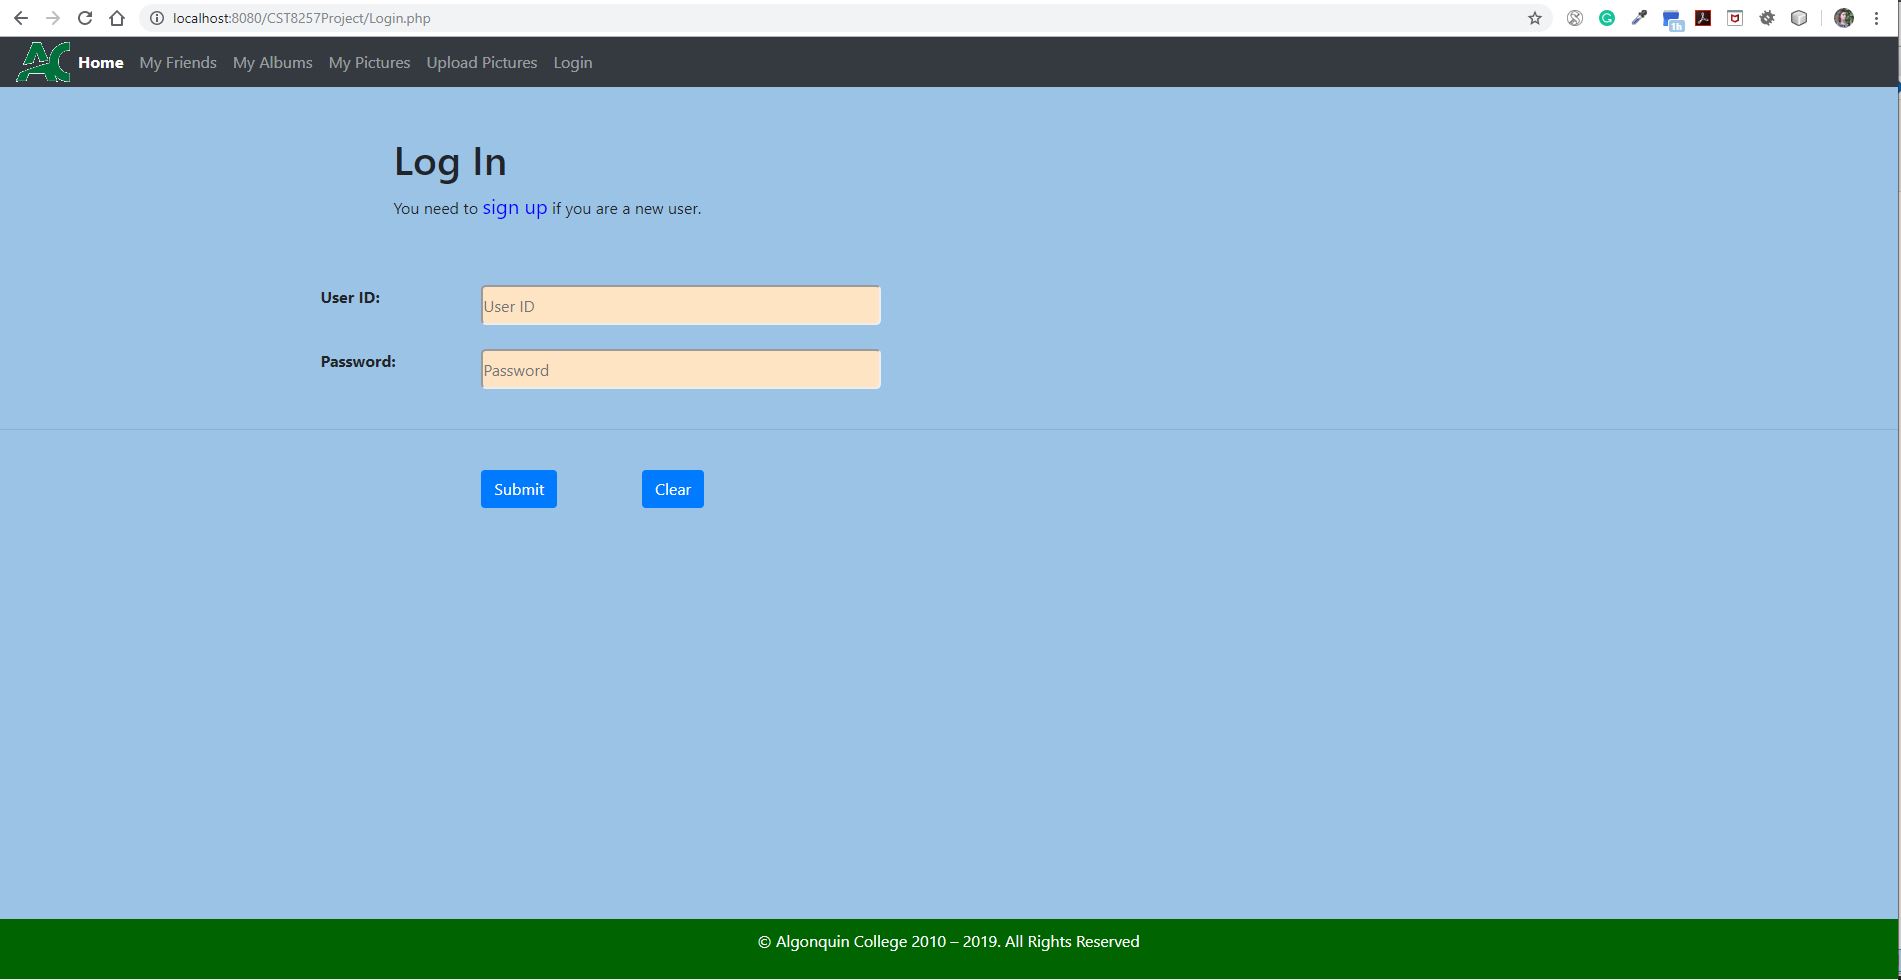 localhost:8080/CST8257Project/Login.php
1h
AC Home My Friends My Albums My Pictures Upload Pictures Login
Log In
You need to sign up if you are a new user.
User ID:
User ID
Password:
Password
Submit Clear
© Algonquin College 2010 – 2019. All Rights Reserved